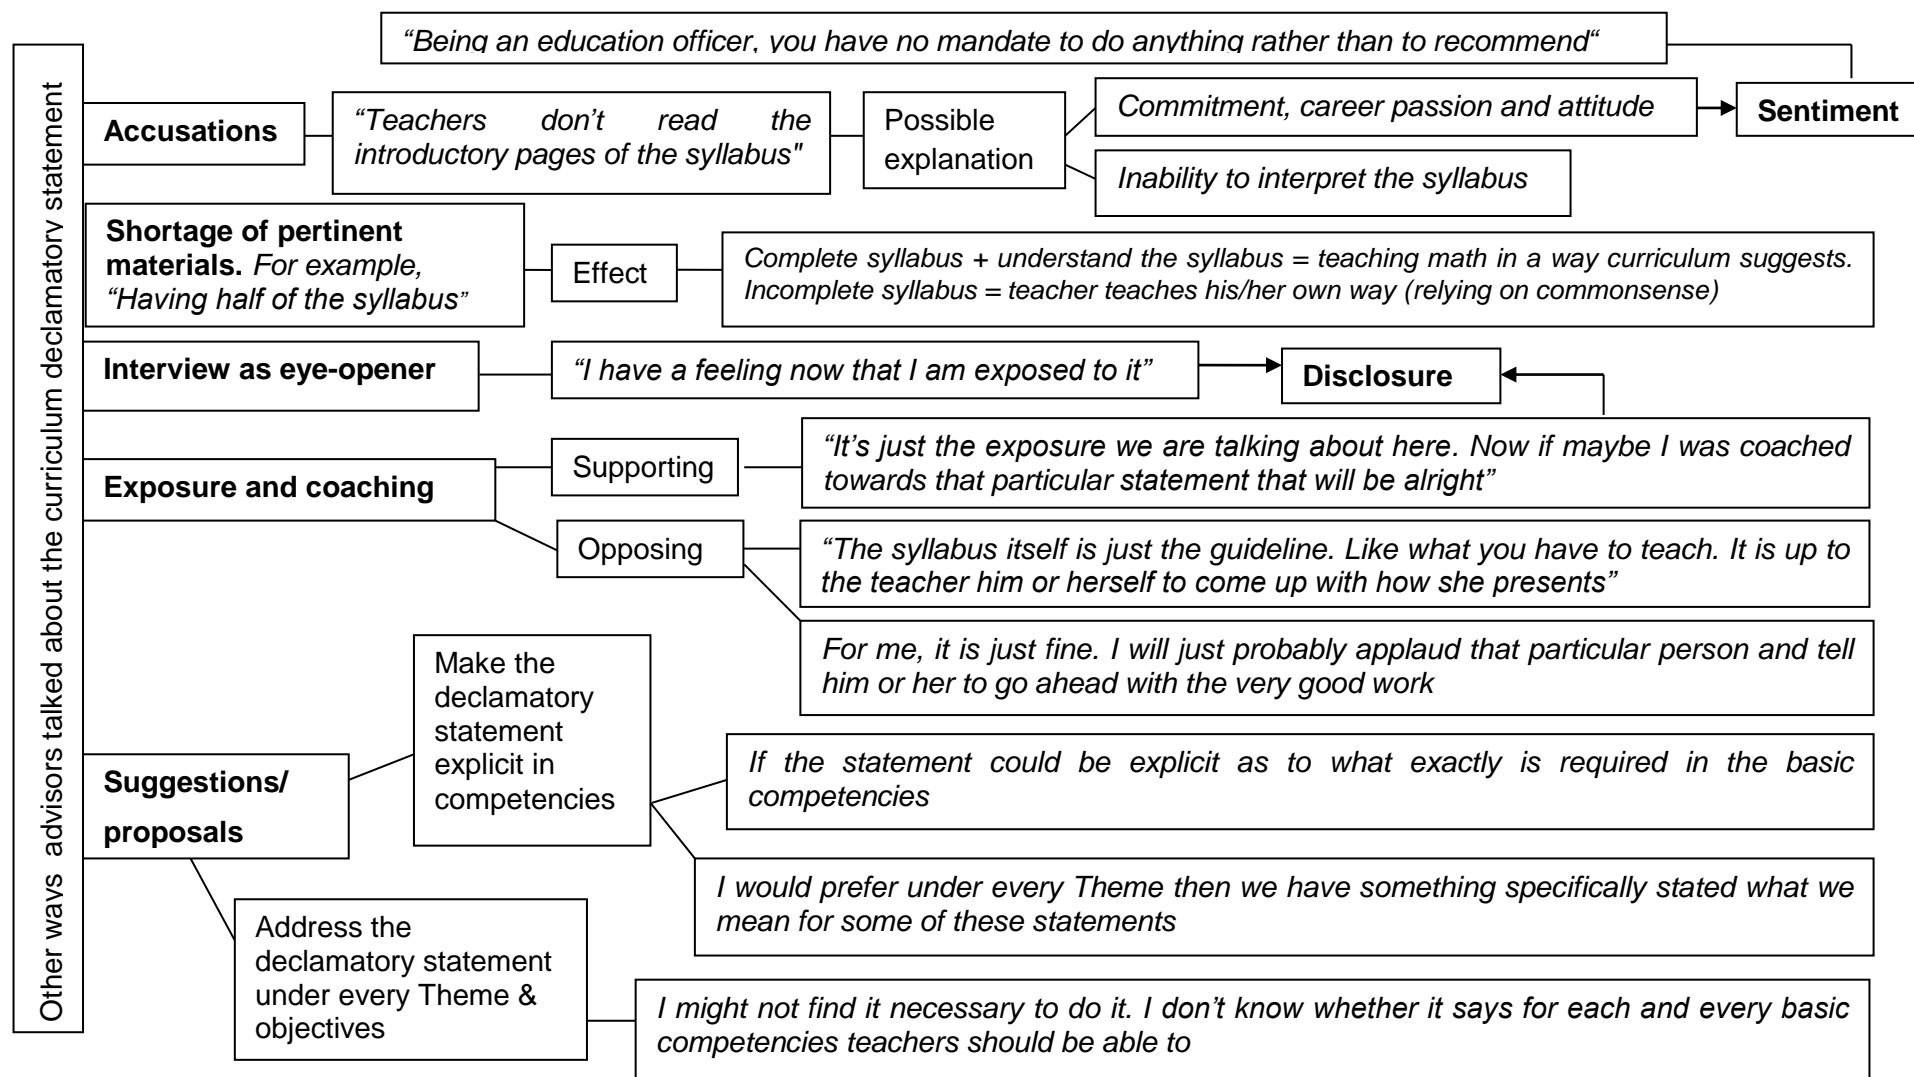 “Being an education officer, you have no mandate to do anything rather than to recommend“
Other ways advisors talked about the curriculum declamatory statement
Accusations
“Teachers don’t read the
introductory pages of the syllabus"
Possible
explanation
Commitment, career passion and attitude
Sentiment
Inability to interpret the syllabus
Shortage of pertinent
materials. For example,
“Having half of the syllabus”
Effect
Complete syllabus + understand the syllabus = teaching math in a way curriculum suggests.
Incomplete syllabus = teacher teaches his/her own way (relying on commonsense)
Interview as eye-opener
“I have a feeling now that I am exposed to it”
Disclosure
Exposure and coaching
Supporting
“It’s just the exposure we are talking about here. Now if maybe I was coached
towards that particular statement that will be alright”
Opposing
“The syllabus itself is just the guideline. Like what you have to teach. It is up to
the teacher him or herself to come up with how she presents”
For me, it is just fine. I will just probably applaud that particular person and tell
him or her to go ahead with the very good work
Suggestions/
proposals
Make the
declamatory
statement
explicit in
competencies
If the statement could be explicit as to what exactly is required in the basic
competencies
I would prefer under every Theme then we have something specifically stated what we
mean for some of these statements
Address the
declamatory statement
under every Theme &
objectives
I might not find it necessary to do it. I don’t know whether it says for each and every basic
competencies teachers should be able to